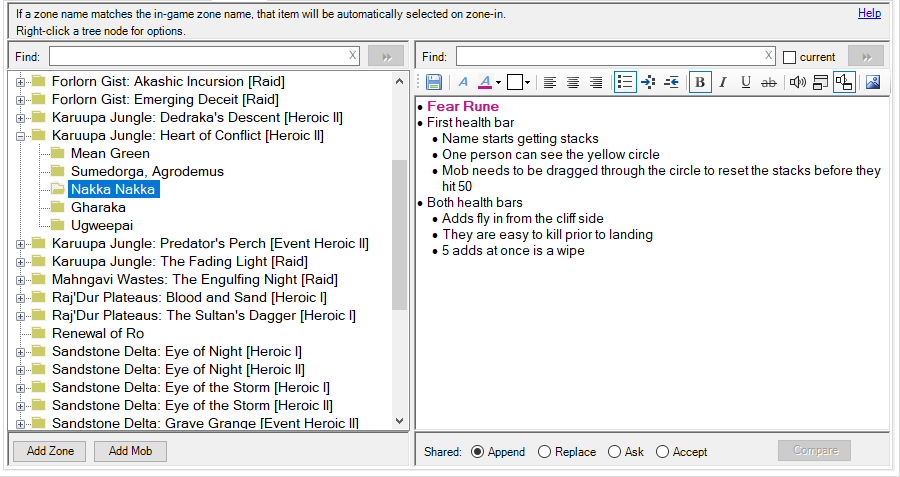 If a zone name matches the in-game zone name, that item will be automatically selected on zone-in.
Help
Right-click a tree node for options.
Find:
X
Forlorn Gist: Akashic Incursion [Raid]
Forlorn Gist: Emerging Deceit [Raid]
Karuupa Jungle: Dedraka's Descent [Heroic II]
Karuupa Jungle: Heart of Conflict [Heroic II]
Mean Green
Sumedorga, Agrodemus
Nakka Nakka
Gharaka
Ugweepai
Karuupa Jungle: Predator's Perch [Event Heroic II]
Karuupa Jungle: The Fading Light [Raid]
Mahngavi Wastes: The Engulfing Night [Raid]
Raj'Dur Plateaus: Blood and Sand [Heroic I]
Raj'Dur Plateaus: The Sultan's Dagger [Heroic I]
Renewal of Ro
Sandstone Delta: Eye of Night [Heroic I]
Sandstone Delta: Eye of Night [Heroic II]
Sandstone Delta: Eye of the Storm [Heroic I]
Sandstone Delta: Eye of the Storm [Heroic II]
Sandstone Delta: Grave Grange [Event Heroic II]
Add Zone
Add Mob
Find:
X
current
A A B I U ab
• Fear Rune
• First health bar
• Name starts getting stacks
• One person can see the yellow circle
• Mob needs to be dragged through the circle to reset the stacks before they
hit 50
• Both health bars
• Adds fly in from the cliff side
• They are easy to kill prior to landing
• 5 adds at once is a wipe
Shared: Append Replace Ask Accept
Compare